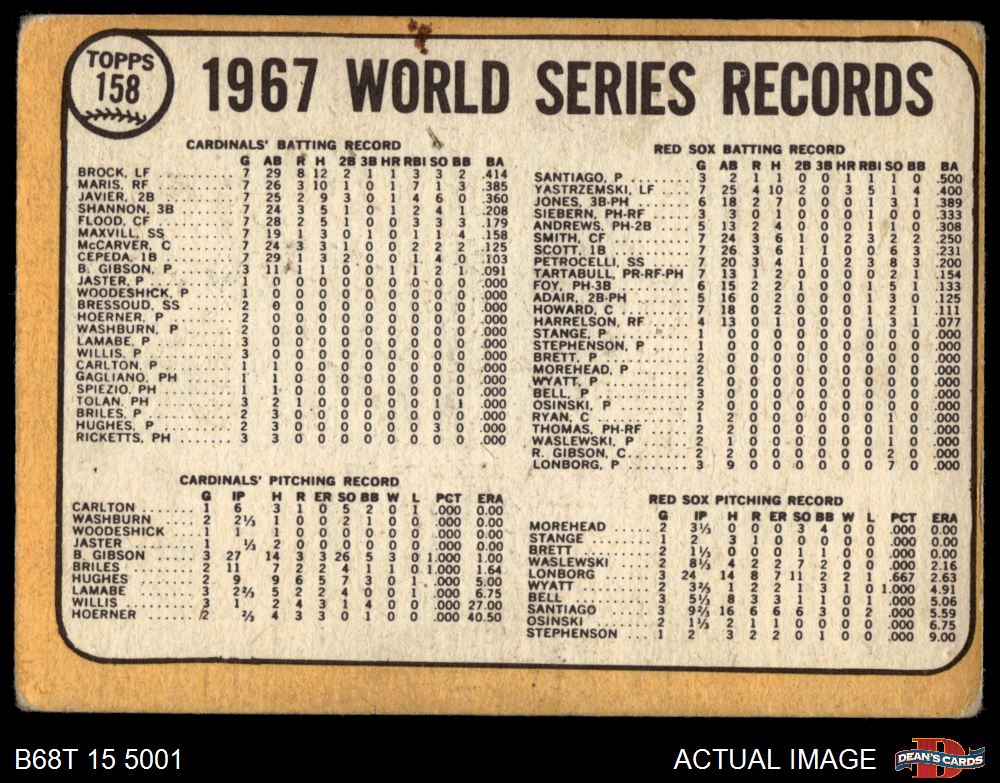 TOPPS
158
1967 WORLD SERIES RECORDS
CARDINALS' BATTING RECORD
G AB R H 2B 3B HR RBI SO BB BA
BROCK, LF 7 29 8 12 2 1 1 3 3 2 .414
MARIS, RF 7 26 3 10 1 0 1 7 1 3 .385
JAVIER, 2B 7 25 2 9 3 0 1 4 6 0 .360
SHANNON, 3B 7 24 3 5 1 0 1 2 4 1 .208
FLOOD, CF 7 28 2 5 1 0 0 3 3 3 .179
MAXVILL, SS 7 19 1 3 0 1 0 1 1 4 .158
McCARVER, C 7 24 3 3 1 0 0 2 2 2 .125
CEPEDA, 1B 7 29 1 3 2 0 0 1 4 0 .103
B. GIBSON, P 3 11 1 1 0 0 1 1 2 1 .091
JASTER, P 1 0 0 0 0 0 0 0 0 0 .000
WOODESHICK, P 1 0 0 0 0 0 0 0 0 0 .000
BRESSOUD, SS 2 0 0 0 0 0 0 0 0 0 .000
HOERNER, P 2 0 0 0 0 0 0 0 0 0 .000
WASHBURN, P 2 0 0 0 0 0 0 0 0 0 .000
LAMABE, P 3 0 0 0 0 0 0 0 0 0 .000
WILLIS, P 3 0 0 0 0 0 0 0 0 0 .000
CARLTON, P 1 1 0 0 0 0 0 0 0 0 .000
GAGLIANO, PH 1 1 0 0 0 0 0 0 0 0 .000
SPIEZIO, PH 1 1 0 0 0 0 0 0 0 0 .000
TOLAN, PH 3 2 1 0 0 0 0 0 1 1 .000
BRILES, P 2 3 0 0 0 0 0 0 0 0 .000
HUGHES, P 2 3 0 0 0 0 0 0 3 0 .000
RICKETTS, PH 3 3 0 0 0 0 0 0 0 0 .000
RED SOX BATTING RECORD
G AB R H 2B 3B HR RBI SO BB BA
SANTIAGO, P 3 2 1 1 0 0 1 1 1 0 .500
YASTRZEMSKI, LF 7 25 4 10 2 0 3 5 1 4 .400
JONES, 3B-PH 6 18 2 7 0 0 0 1 3 1 .389
SIEBERN, PH-RF 3 3 0 1 0 0 0 1 0 0 .333
ANDREWS, PH-2B 5 13 2 4 0 0 0 1 1 0 .308
SMITH, CF 7 24 3 6 1 0 2 3 2 2 .250
SCOTT, 1B 7 26 3 6 1 1 0 0 6 3 .231
PETROCELLI, SS 7 20 3 4 1 0 2 3 8 3 .200
TARTABULL, PR-RF-PH 7 13 1 2 0 0 0 0 2 1 .154
FOY, PH-3B 6 15 2 2 1 0 0 1 5 1 .133
ADAIR, 2B-PH 5 16 0 2 0 0 0 1 3 0 .125
HOWARD, C 7 18 0 2 0 0 0 1 2 1 .111
HARRELSON, RF 4 13 0 1 0 0 0 1 3 1 .077
STANGE, P 1 0 0 0 0 0 0 0 0 0 .000
STEPHENSON, P 1 0 0 0 0 0 0 0 0 0 .000
BRETT, P 2 0 0 0 0 0 0 0 0 0 .000
MOREHEAD, P 2 0 0 0 0 0 0 0 0 0 .000
WYATT, P 2 0 0 0 0 0 0 0 0 0 .000
BELL, P 3 0 0 0 0 0 0 0 0 0 .000
OSINSKI, P 2 0 0 0 0 0 0 0 0 0 .000
RYAN, C 1 2 0 0 0 0 0 0 1 0 .000
THOMAS, PH-RF 2 2 0 0 0 0 0 0 1 0 .000
WASLEWSKI, P 2 1 0 0 0 0 0 0 1 0 .000
R. GIBSON, C 2 2 0 0 0 0 0 0 2 0 .000
LONBORG, P 3 9 0 0 0 0 0 0 7 0 .000
CARDINALS' PITCHING RECORD
G IP H R ER SO BB W L PCT ERA
CARLTON 1 6 3 1 0 5 2 0 1 .000 0.00
WASHBURN 2 2⅓ 1 0 0 2 1 0 0 .000 0.00
WOODESHICK 1 1 1 0 0 0 0 0 0 .000 0.00
JASTER 1 ⅓ 2 0 0 0 0 0 0 .000 0.00
B. GIBSON 3 27 14 3 3 26 5 3 0 1.000 1.00
BRILES 2 11 7 2 2 4 1 1 0 1.000 1.64
HUGHES 2 9 9 6 5 7 3 0 1 .000 5.00
LAMABE 3 2⅔ 5 2 2 4 0 0 1 .000 6.75
WILLIS 3 1 2 4 3 1 4 0 0 .000 27.00
HOERNER 2 ⅔ 4 3 3 0 1 0 0 .000 40.50
RED SOX PITCHING RECORD
G IP H R ER SO BB W L PCT ERA
MOREHEAD 2 3⅓ 0 0 0 3 4 0 0 .000 0.00
STANGE 1 2 3 1 0 0 0 0 0 .000 0.00
BRETT 2 1⅓ 0 0 0 1 1 0 0 .000 0.00
WASLEWSKI 2 8⅓ 4 2 2 7 2 0 0 .000 2.16
LONBORG 3 24 14 8 7 11 2 2 1 .667 2.63
WYATT 2 3⅔ 1 2 2 1 3 1 0 1.000 4.91
BELL 3 5⅓ 8 3 3 1 1 0 1 .000 5.06
SANTIAGO 3 9⅔ 16 6 6 6 3 0 2 .000 5.59
OSINSKI 2 1⅓ 2 1 1 0 0 0 0 .000 6.75
STEPHENSON 1 2 3 2 2 0 1 0 0 .000 9.00
B68T 15 5001
ACTUAL IMAGE
D
DEAN'S CARDS